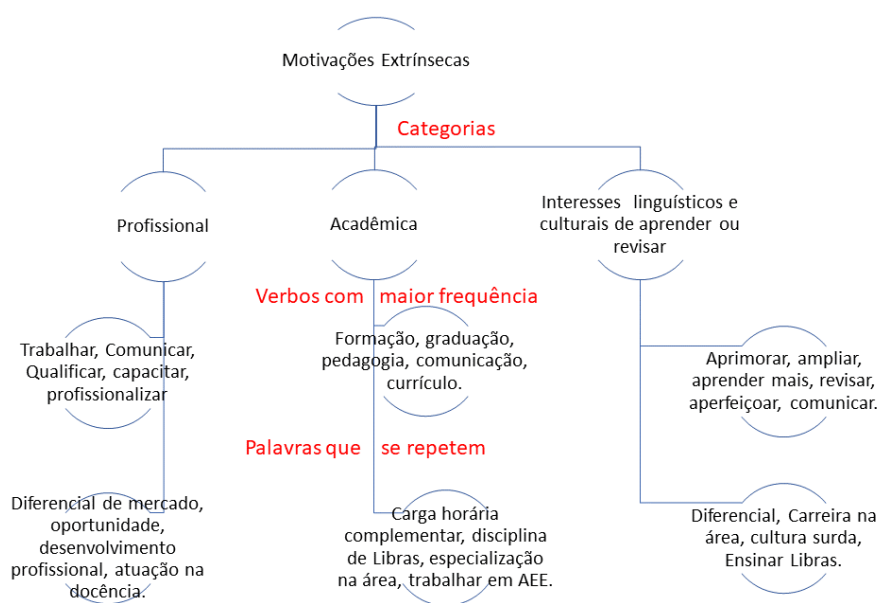 Motivações Extrínsecas
Categorias
Profissional
Acadêmica
Interesses linguísticos e
culturais de aprender ou
revisar
Verbos com maior frequência
Trabalhar, Comunicar,
Qualificar, capacitar,
profissionalizar
Formação, graduação,
pedagogia, comunicação,
currículo.
Aprimorar, ampliar,
aprender mais, revisar,
aperfeiçoar, comunicar.
Palavras que se repetem
Diferencial de mercado,
oportunidade,
desenvolvimento
profissional, atuação na
docência.
Carga horária
complementar, disciplina
de Libras, especialização
na área, trabalhar em AEE.
Diferencial, Carreira na
área, cultura surda,
Ensinar Libras.